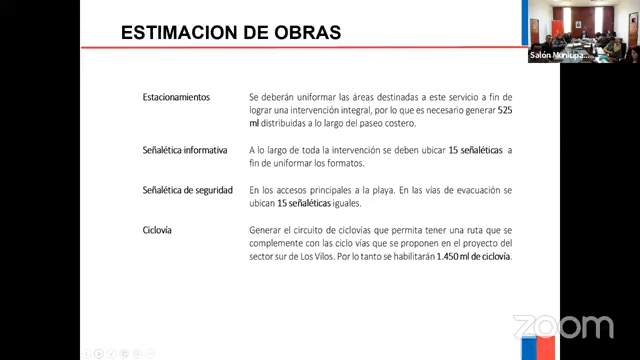 ESTIMACION DE OBRAS
Salón Municipa...
Estacionamientos
Se deberán uniformar las áreas destinadas a este servicio a fin de
lograr una intervención integral, por lo que es necesario generar 525
ml distribuidas a lo largo del paseo costero.
Señalética informativa
A lo largo de toda la intervención se deben ubicar 15 señaléticas a
fin de uniformar los formatos.
Señalética de seguridad
En los accesos principales a la playa. En las vías de evacuación se
ubican 15 señaléticas iguales.
Ciclovía
Generar el circuito de ciclovias que permita tener una ruta que se
complemente con las ciclo vías que se proponen en el proyecto del
sector sur de Los Vilos. Por lo tanto se habilitarán 1.450 ml de ciclovía.
zoom